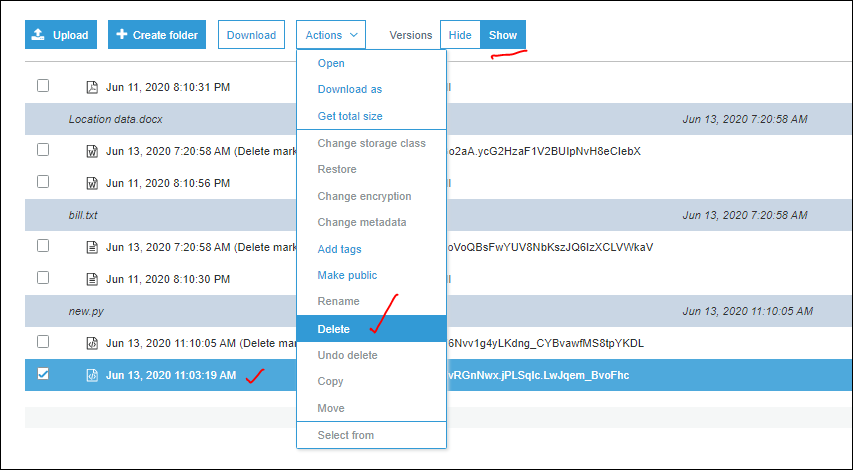 Upload Create folder Download Actions Versions Hide Show
Open
Jun 11, 2020 8:10:31 PM ll
Download as
Get total size
Location data.docx Jun 13, 2020 7:20:58 AM
Change storage class
Jun 13, 2020 7:20:58 AM (Delete mark o2aA.ycG2HzaF1V2BUIpNvH8eCIebX
Restore
Jun 11, 2020 8:10:56 PM ll
Change encryption
bill.txt Jun 13, 2020 7:20:58 AM
Change metadata
Jun 13, 2020 7:20:58 AM (Delete mark oVoQBsFwYUV8NbKszJQ6IzXCLVWkaV
Add tags
Make public
Jun 11, 2020 8:10:30 PM ll
Rename
new.py Jun 13, 2020 11:10:05 AM
Delete
Jun 13, 2020 11:10:05 AM (Delete mark 6Nvv1g4yLKdng_CYBvawfMS8tpYKDL
Undo delete
Jun 13, 2020 11:03:19 AM vRGnNwx.jPLSqIc.LwJqem_BvoFhc
Copy
Move
Select from